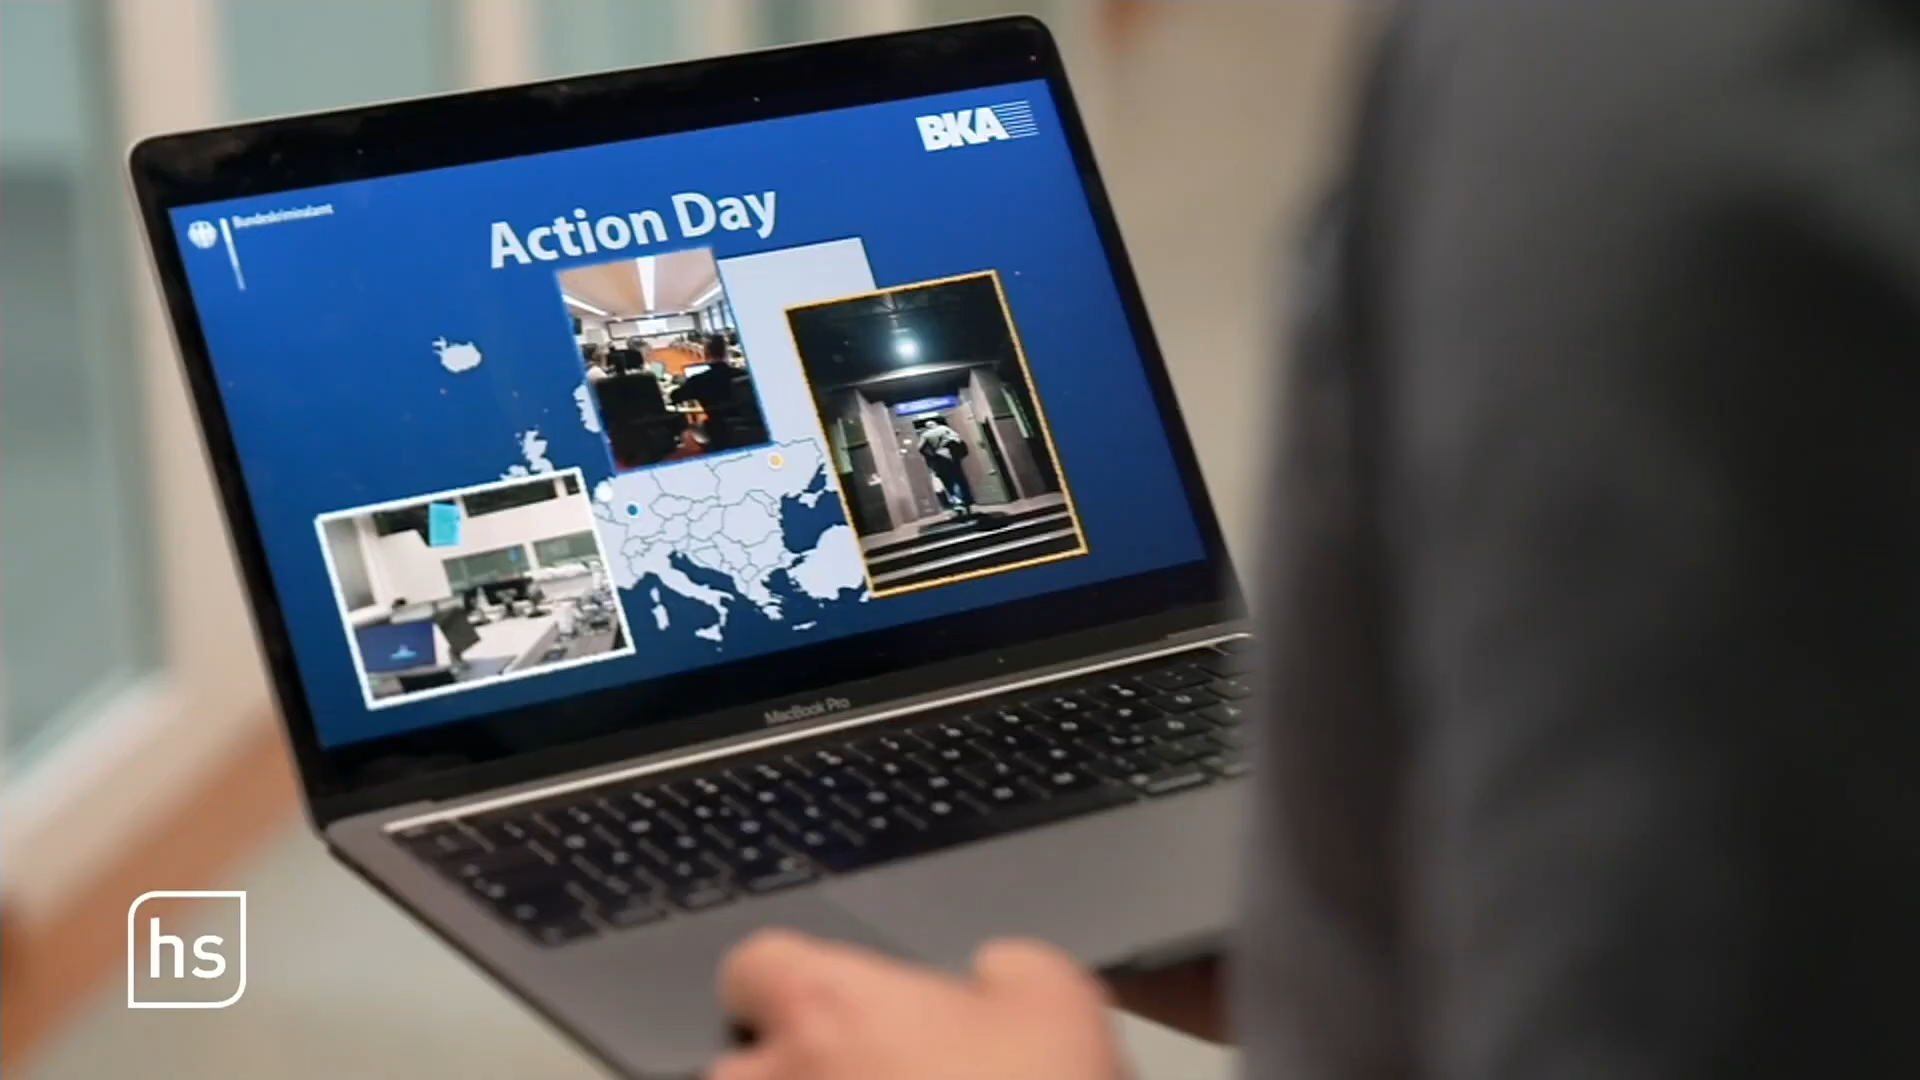 BKA
Bundeskriminalamt
Action Day
MacBook Pro
hs